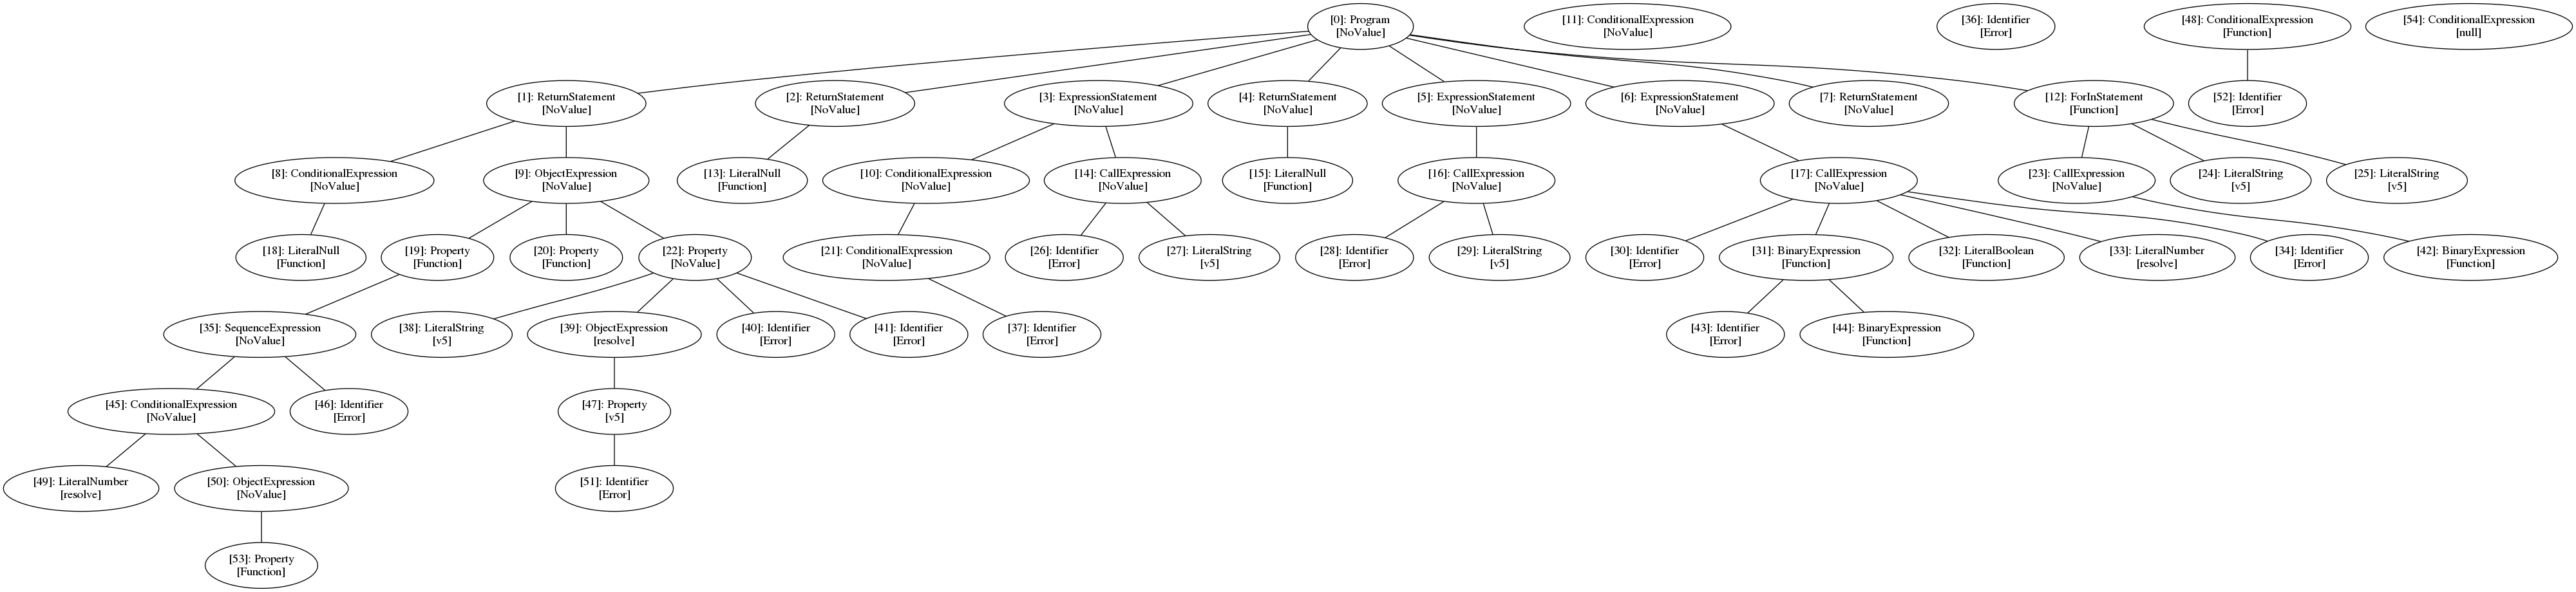 [0]: Program
[NoValue]
[11]: ConditionalExpression
[NoValue]
[36]: Identifier
[Error]
[48]: ConditionalExpression
[Function]
[54]: ConditionalExpression
[null]
[1]: ReturnStatement
[NoValue]
[2]: ReturnStatement
[NoValue]
[3]: ExpressionStatement
[NoValue]
[4]: ReturnStatement
[NoValue]
[5]: ExpressionStatement
[NoValue]
[6]: ExpressionStatement
[NoValue]
[7]: ReturnStatement
[NoValue]
[12]: ForInStatement
[Function]
[52]: Identifier
[Error]
[8]: ConditionalExpression
[NoValue]
[9]: ObjectExpression
[NoValue]
[13]: LiteralNull
[Function]
[10]: ConditionalExpression
[NoValue]
[14]: CallExpression
[NoValue]
[15]: LiteralNull
[Function]
[16]: CallExpression
[NoValue]
[17]: CallExpression
[NoValue]
[23]: CallExpression
[NoValue]
[24]: LiteralString
[v5]
[25]: LiteralString
[v5]
[18]: LiteralNull
[Function]
[19]: Property
[Function]
[20]: Property
[Function]
[22]: Property
[NoValue]
[21]: ConditionalExpression
[NoValue]
[26]: Identifier
[Error]
[27]: LiteralString
[v5]
[28]: Identifier
[Error]
[29]: LiteralString
[v5]
[30]: Identifier
[Error]
[31]: BinaryExpression
[Function]
[32]: LiteralBoolean
[Function]
[33]: LiteralNumber
[resolve]
[34]: Identifier
[Error]
[42]: BinaryExpression
[Function]
[35]: SequenceExpression
[NoValue]
[38]: LiteralString
[v5]
[39]: ObjectExpression
[resolve]
[40]: Identifier
[Error]
[41]: Identifier
[Error]
[37]: Identifier
[Error]
[43]: Identifier
[Error]
[44]: BinaryExpression
[Function]
[45]: ConditionalExpression
[NoValue]
[46]: Identifier
[Error]
[47]: Property
[v5]
[49]: LiteralNumber
[resolve]
[50]: ObjectExpression
[NoValue]
[51]: Identifier
[Error]
[53]: Property
[Function]